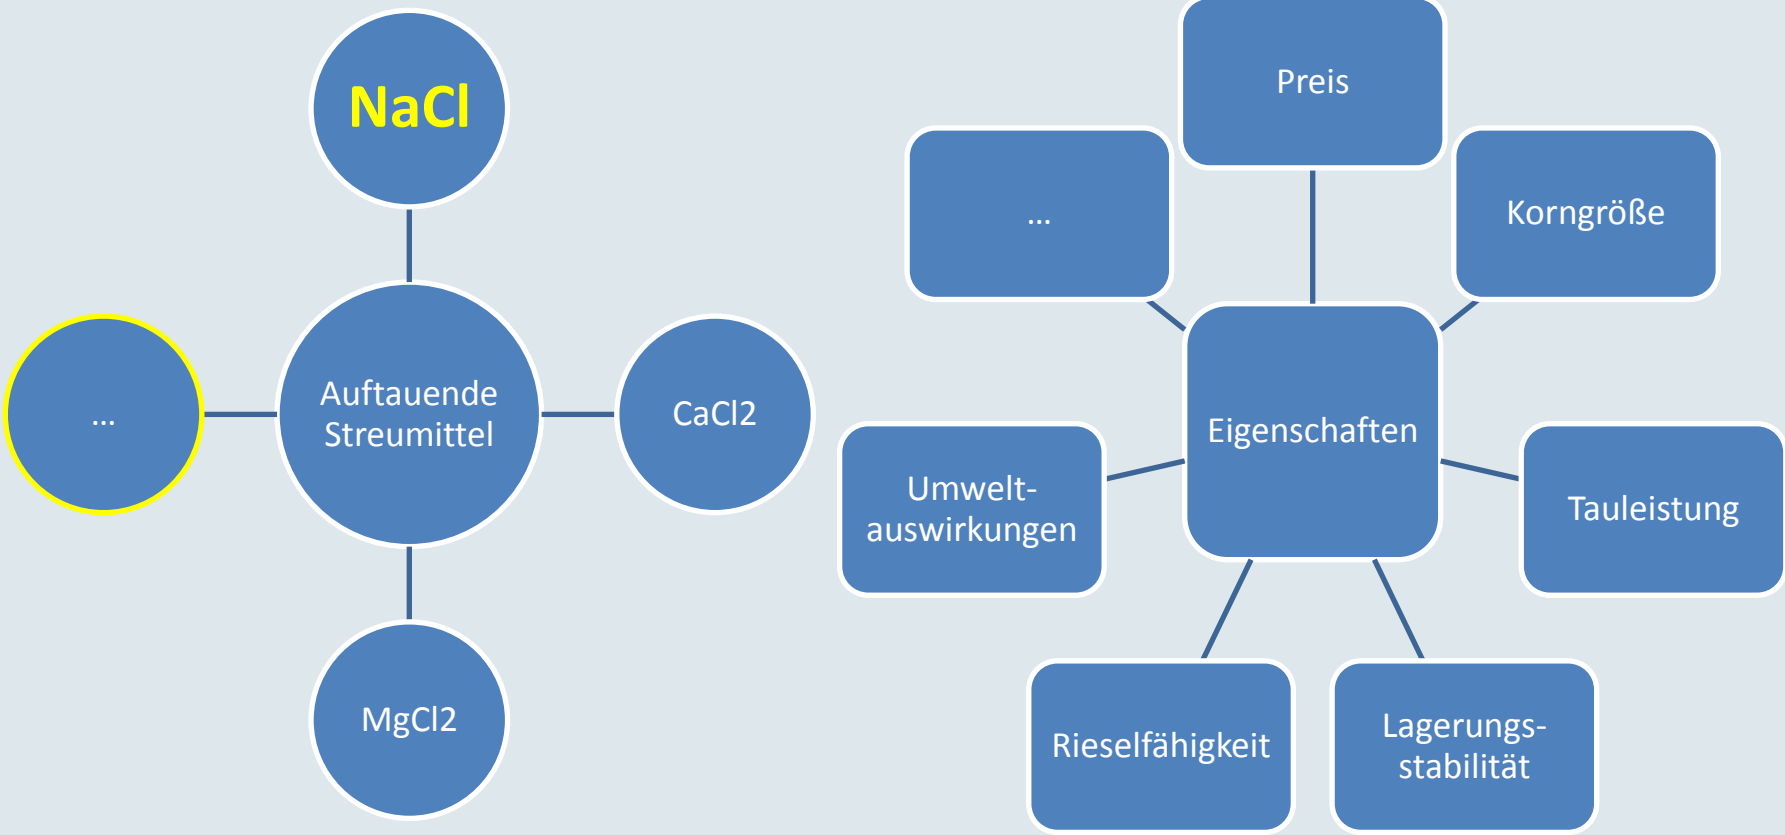 NaCl
...
Auftauende
Streumittel
CaCl2
MgCl2
Preis
...
Korngröße
Eigenschaften
Umwelt-
auswirkungen
Tauleistung
Rieselfähigkeit
Lagerungs-
stabilität